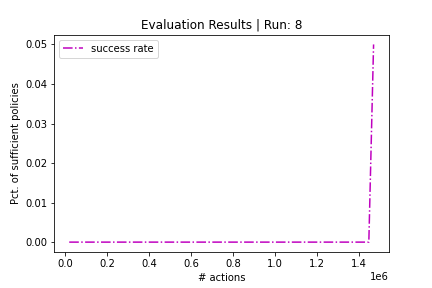 Evaluation Results | Run: 8
success rate
Pct. of sufficient policies
0.05
0.04
0.03
0.02
0.01
0.00
0.0 0.2 0.4 0.6 0.8 1.0 1.2 1.4
1e6
# actions